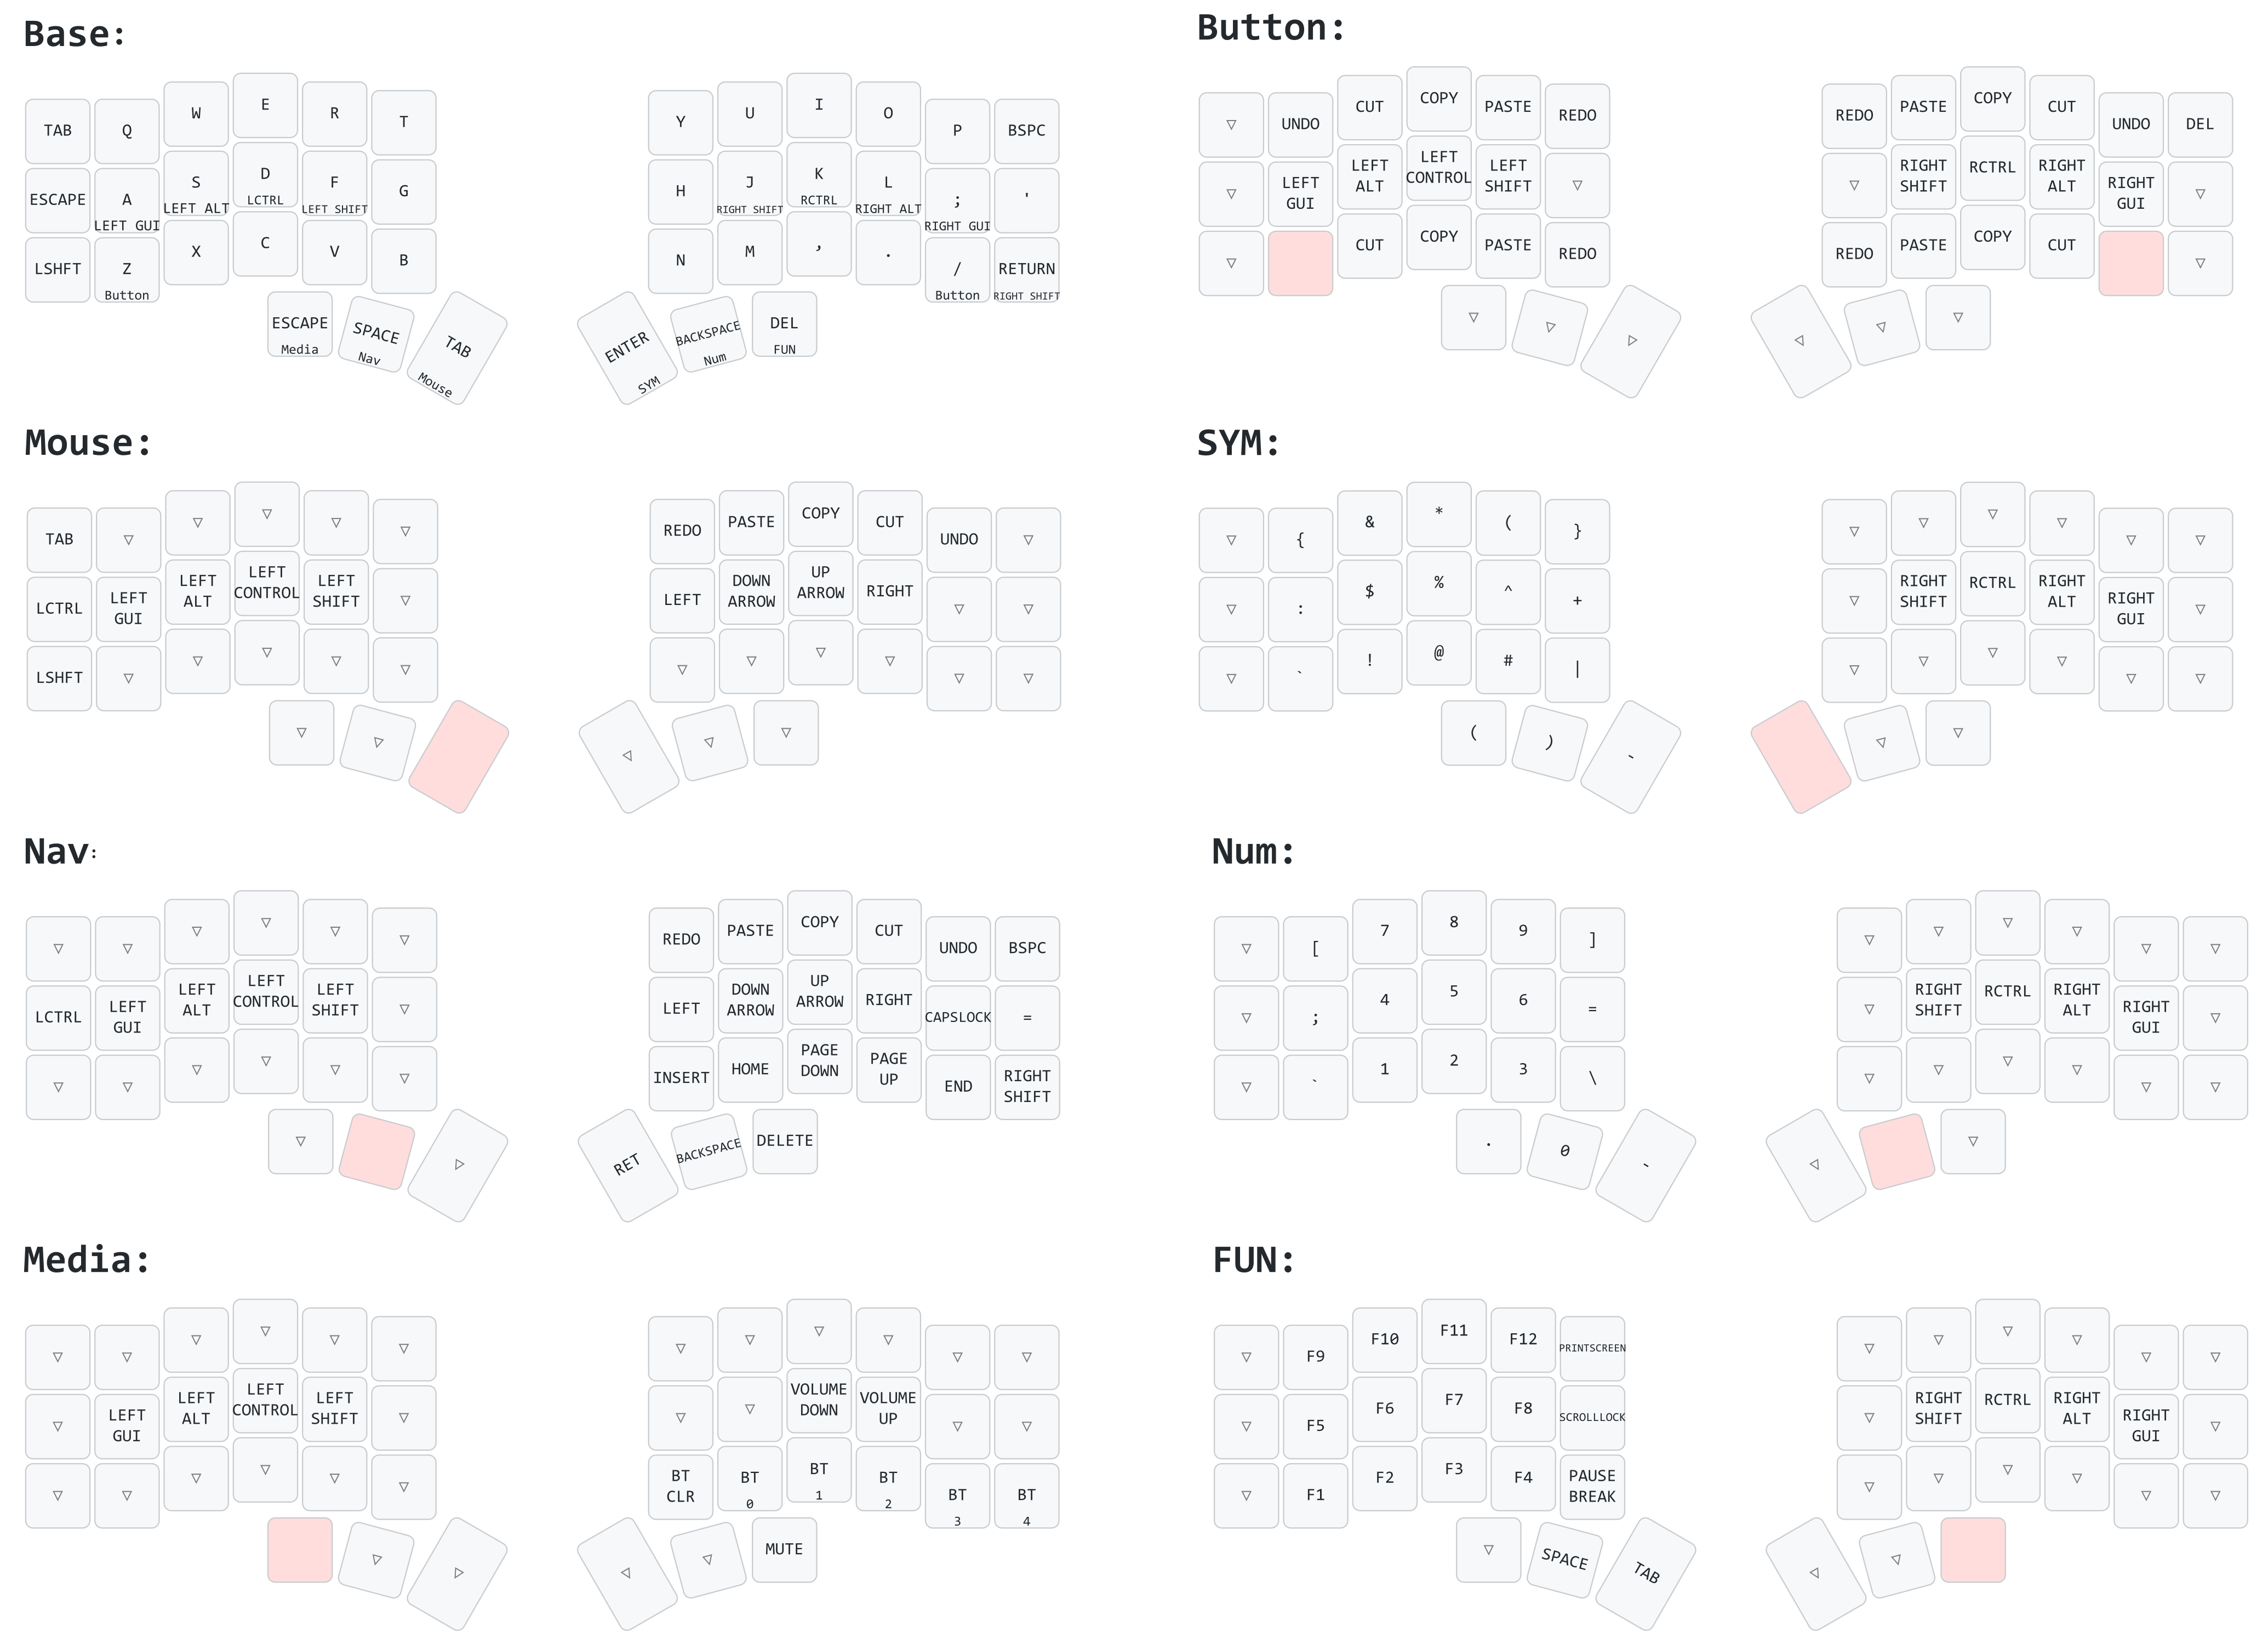 Base:
TAB Q W E R T Y U I O P BSPC
ESCAPE A S D F G H J K L ; '
LEFT GUI LEFT ALT LCTRL LEFT SHIFT RIGHT SHIFT RCTRL RIGHT ALT RIGHT GUI
LSHFT Z X C V B N M , . / RETURN
Button Button RIGHT SHIFT
ESCAPE SPACE TAB ENTER BACKSPACE DEL
Media Nav Mouse SYM Num FUN
Button:
▽ UNDO CUT COPY PASTE REDO REDO PASTE COPY CUT UNDO DEL
▽ LEFT GUI LEFT ALT LEFT CONTROL LEFT SHIFT ▽ ▽ RIGHT SHIFT RCTRL RIGHT ALT RIGHT GUI ▽
▽ CUT COPY PASTE REDO REDO PASTE COPY CUT ▽
▽ ▽ ▽ ▽ ▽ ▽
Mouse:
TAB ▽ ▽ ▽ ▽ ▽ REDO PASTE COPY CUT UNDO ▽
LCTRL LEFT GUI LEFT ALT LEFT CONTROL LEFT SHIFT ▽ LEFT DOWN ARROW UP ARROW RIGHT ▽ ▽
LSHFT ▽ ▽ ▽ ▽ ▽ ▽ ▽ ▽ ▽ ▽ ▽
▽ ▽ ▽ ▽ ▽
SYM:
▽ { & * ( } ▽ ▽ ▽ ▽ ▽ ▽
▽ : $ % ^ + ▽ RIGHT SHIFT RCTRL RIGHT ALT RIGHT GUI ▽
▽ ` ! @ # | ▽ ▽ ▽ ▽ ▽ ▽
( ) - ▽ ▽
Nav:
▽ ▽ ▽ ▽ ▽ ▽ REDO PASTE COPY CUT UNDO BSPC
LCTRL LEFT GUI LEFT ALT LEFT CONTROL LEFT SHIFT ▽ LEFT DOWN ARROW UP ARROW RIGHT CAPSLOCK =
▽ ▽ ▽ ▽ ▽ ▽ INSERT HOME PAGE DOWN PAGE UP END RIGHT SHIFT
▽ ▽ RET BACKSPACE DELETE
Num:
▽ [ 7 8 9 ] ▽ ▽ ▽ ▽ ▽ ▽
▽ ; 4 5 6 = ▽ RIGHT SHIFT RCTRL RIGHT ALT RIGHT GUI ▽
▽ ` 1 2 3 \ ▽ ▽ ▽ ▽ ▽ ▽
. 0 - ▽ ▽
Media:
▽ ▽ ▽ ▽ ▽ ▽ ▽ ▽ ▽ ▽ ▽ ▽
▽ LEFT GUI LEFT ALT LEFT CONTROL LEFT SHIFT ▽ ▽ ▽ VOLUME DOWN VOLUME UP ▽ ▽
▽ ▽ ▽ ▽ ▽ ▽ BT CLR BT 0 BT 1 BT 2 BT 3 BT 4
▽ ▽ ▽ ▽ MUTE
FUN:
▽ F9 F10 F11 F12 PRINTSCREEN ▽ ▽ ▽ ▽ ▽ ▽
▽ F5 F6 F7 F8 SCROLLLOCK ▽ RIGHT SHIFT RCTRL RIGHT ALT RIGHT GUI ▽
▽ F1 F2 F3 F4 PAUSE BREAK ▽ ▽ ▽ ▽ ▽ ▽
▽ SPACE TAB ▽ ▽